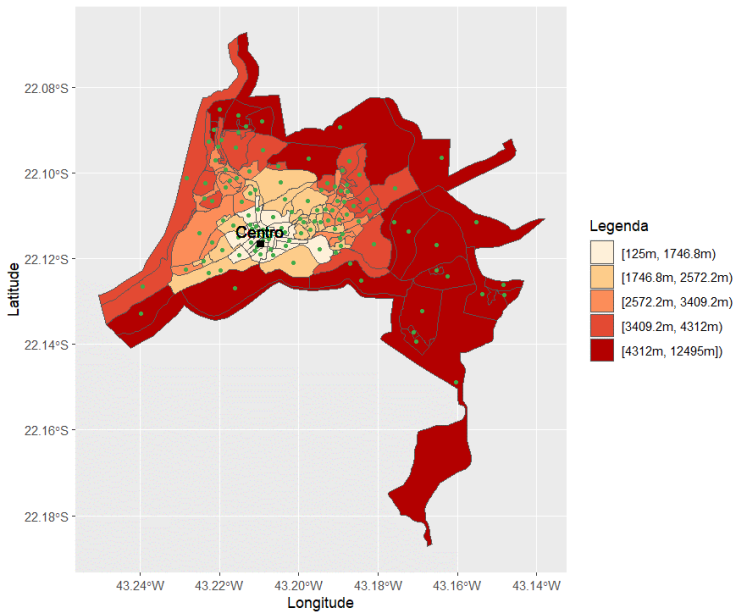 22.08°S
22.10°S
22.12°S
22.14°S
22.16°S
22.18°S
Latitude
Centro
43.24°W 43.22°W 43.20°W 43.18°W 43.16°W 43.14°W
Longitude
Legenda
[125m, 1746.8m)
[1746.8m, 2572.2m)
[2572.2m, 3409.2m)
[3409.2m, 4312m)
[4312m, 12495m])